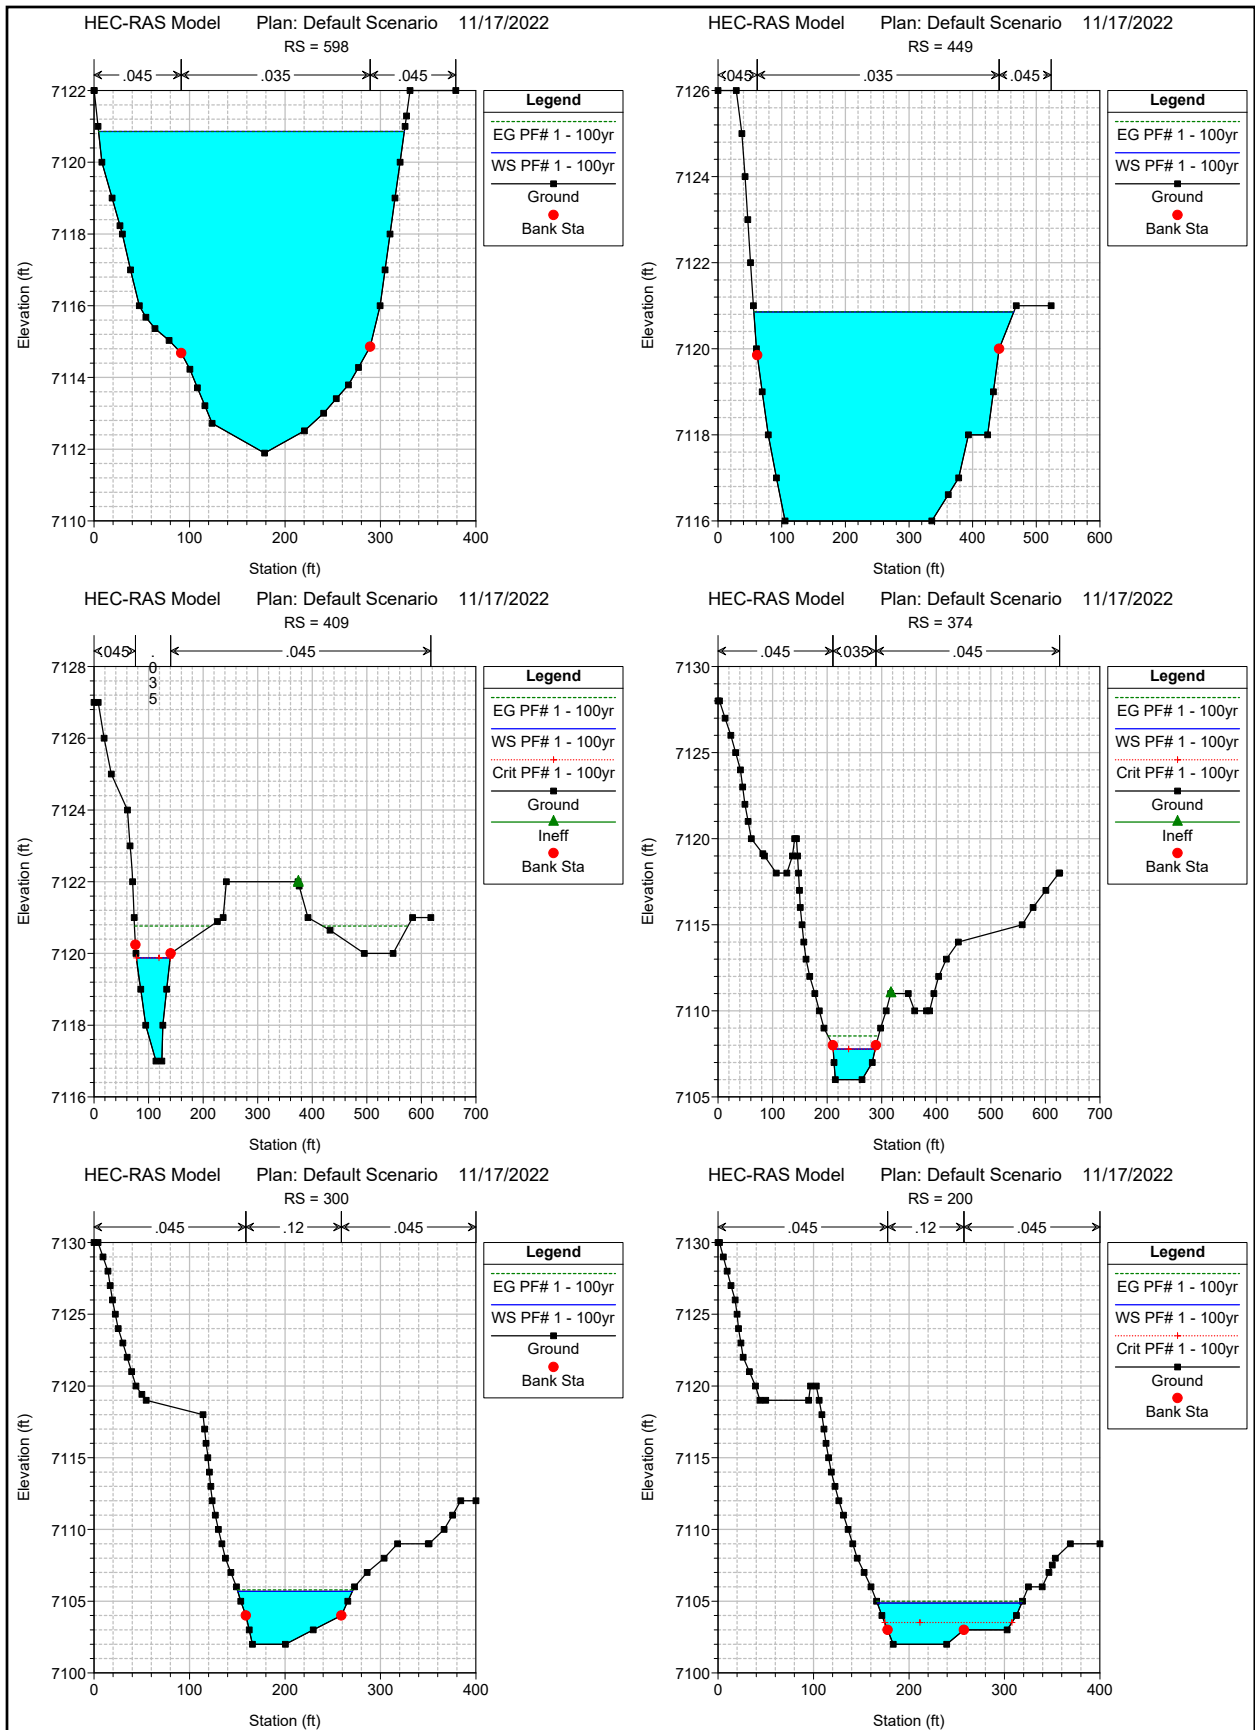 HEC-RAS Model Plan: Default Scenario 11/17/2022
RS = 598
.045 .035 .045
7122
7120
7118
7116
7114
7112
7110
Elevation (ft)
0 100 200 300 400
Station (ft)
Legend
EG PF# 1 - 100yr
WS PF# 1 - 100yr
Ground
Bank Sta
HEC-RAS Model Plan: Default Scenario 11/17/2022
RS = 449
.045 .035 .045
7126
7124
7122
7120
7118
7116
Elevation (ft)
0 100 200 300 400 500 600
Station (ft)
Legend
EG PF# 1 - 100yr
WS PF# 1 - 100yr
Ground
Bank Sta
HEC-RAS Model Plan: Default Scenario 11/17/2022
RS = 409
.045 .035 .045
7128
7126
7124
7122
7120
7118
7116
Elevation (ft)
0 100 200 300 400 500 600 700
Station (ft)
Legend
EG PF# 1 - 100yr
WS PF# 1 - 100yr
Crit PF# 1 - 100yr
Ground
Ineff
Bank Sta
HEC-RAS Model Plan: Default Scenario 11/17/2022
RS = 374
.045 .035 .045
7130
7125
7120
7115
7110
7105
Elevation (ft)
0 100 200 300 400 500 600 700
Station (ft)
Legend
EG PF# 1 - 100yr
WS PF# 1 - 100yr
Crit PF# 1 - 100yr
Ground
Ineff
Bank Sta
HEC-RAS Model Plan: Default Scenario 11/17/2022
RS = 300
.045 .12 .045
7130
7125
7120
7115
7110
7105
7100
Elevation (ft)
0 100 200 300 400
Station (ft)
Legend
EG PF# 1 - 100yr
WS PF# 1 - 100yr
Ground
Bank Sta
HEC-RAS Model Plan: Default Scenario 11/17/2022
RS = 200
.045 .12 .045
7130
7125
7120
7115
7110
7105
7100
Elevation (ft)
0 100 200 300 400
Station (ft)
Legend
EG PF# 1 - 100yr
WS PF# 1 - 100yr
Crit PF# 1 - 100yr
Ground
Bank Sta